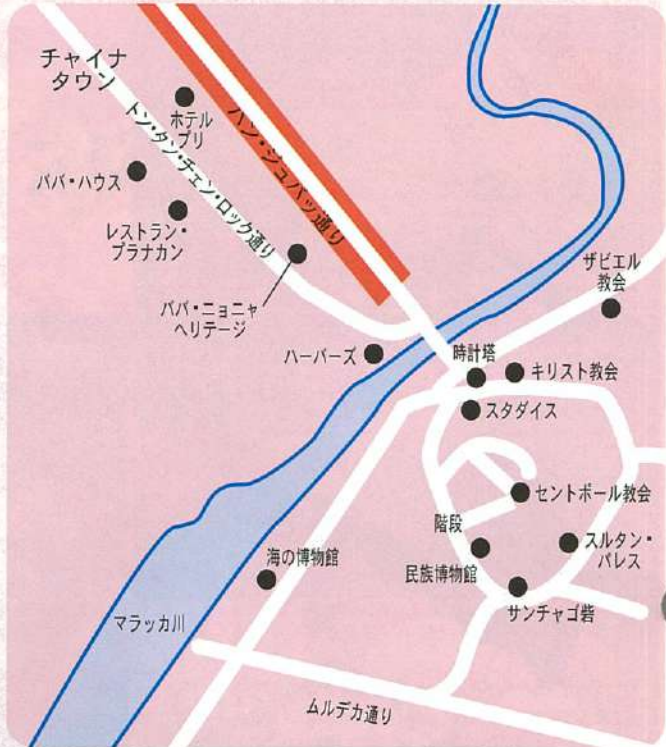 チャイナ
タウン
ホテル
プリ
トン・タン・チェン・ロック通り
ハン・ジュバッ通り
ババ・ハウス
レストラン・
プラナカン
ババ・ニョニャ
ヘリテージ
ハーバーズ
ザビエル
教会
時計塔
キリスト教会
スタダイス
セントポール教会
階段
スルタン・
パレス
民族博物館
サンチャゴ砦
海の博物館
マラッカ川
ムルデカ通り